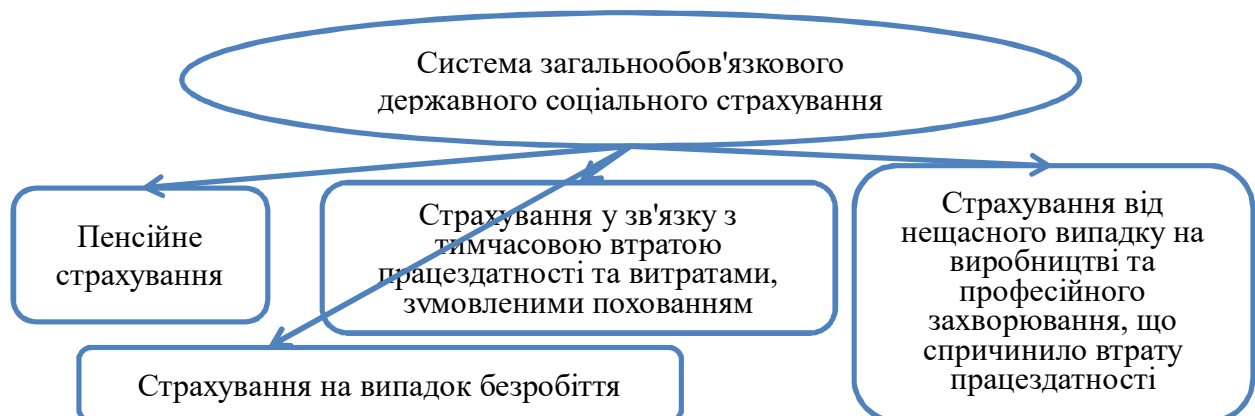 Система загальнообов'язкового
державного соціального страхування
Пенсійне
страхування
Страхування у зв'язку з
тимчасовою втратою
працездатності та витратами,
зумовленими похованням
Страхування від
нещасного випадку на
виробництві та
професійного
захворювання, що
спричинило втрату
працездатності
Страхування на випадок безробіття